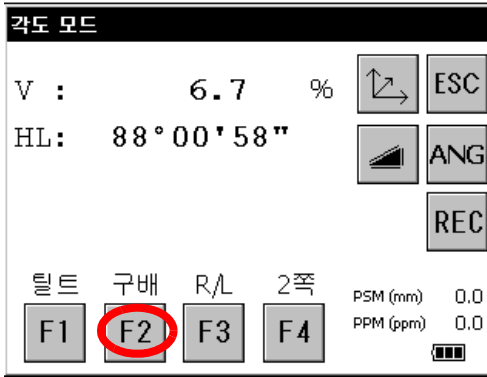 각도 모드
V : 6.7 %
ESC
HL: 88°00'58"
ANG
REC
틸트 구배 R/L 2쪽
F1 F2 F3 F4
PSM (mm) 0.0
PPM (ppm) 0.0